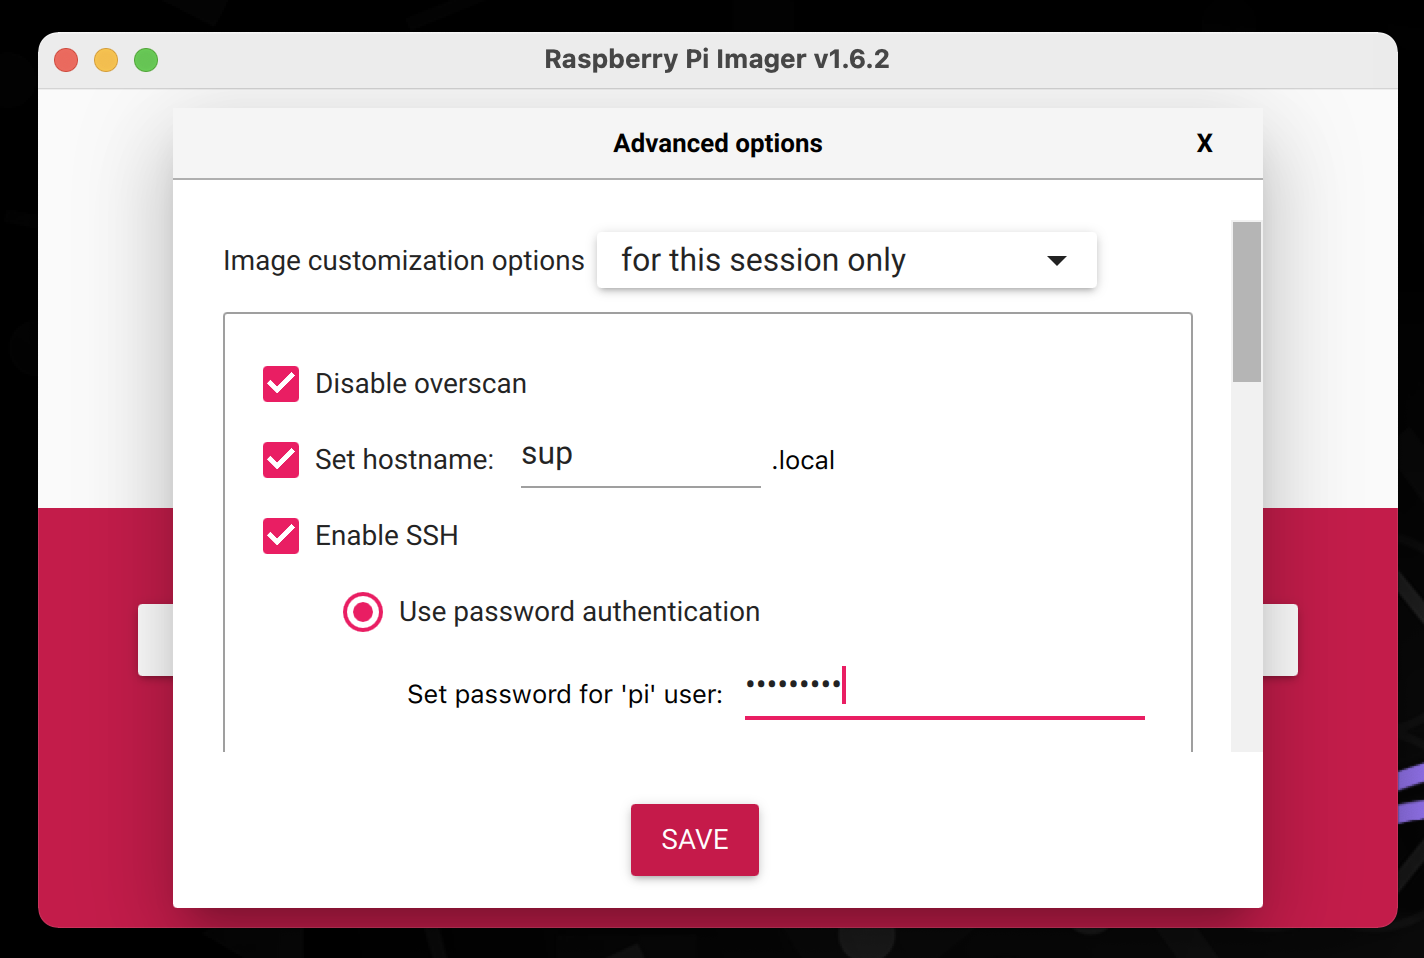 Raspberry Pi Imager v1.6.2
Advanced options X
Image customization options for this session only
Disable overscan
Set hostname: sup .local
Enable SSH
Use password authentication
Set password for 'pi' user: •••••••••
SAVE